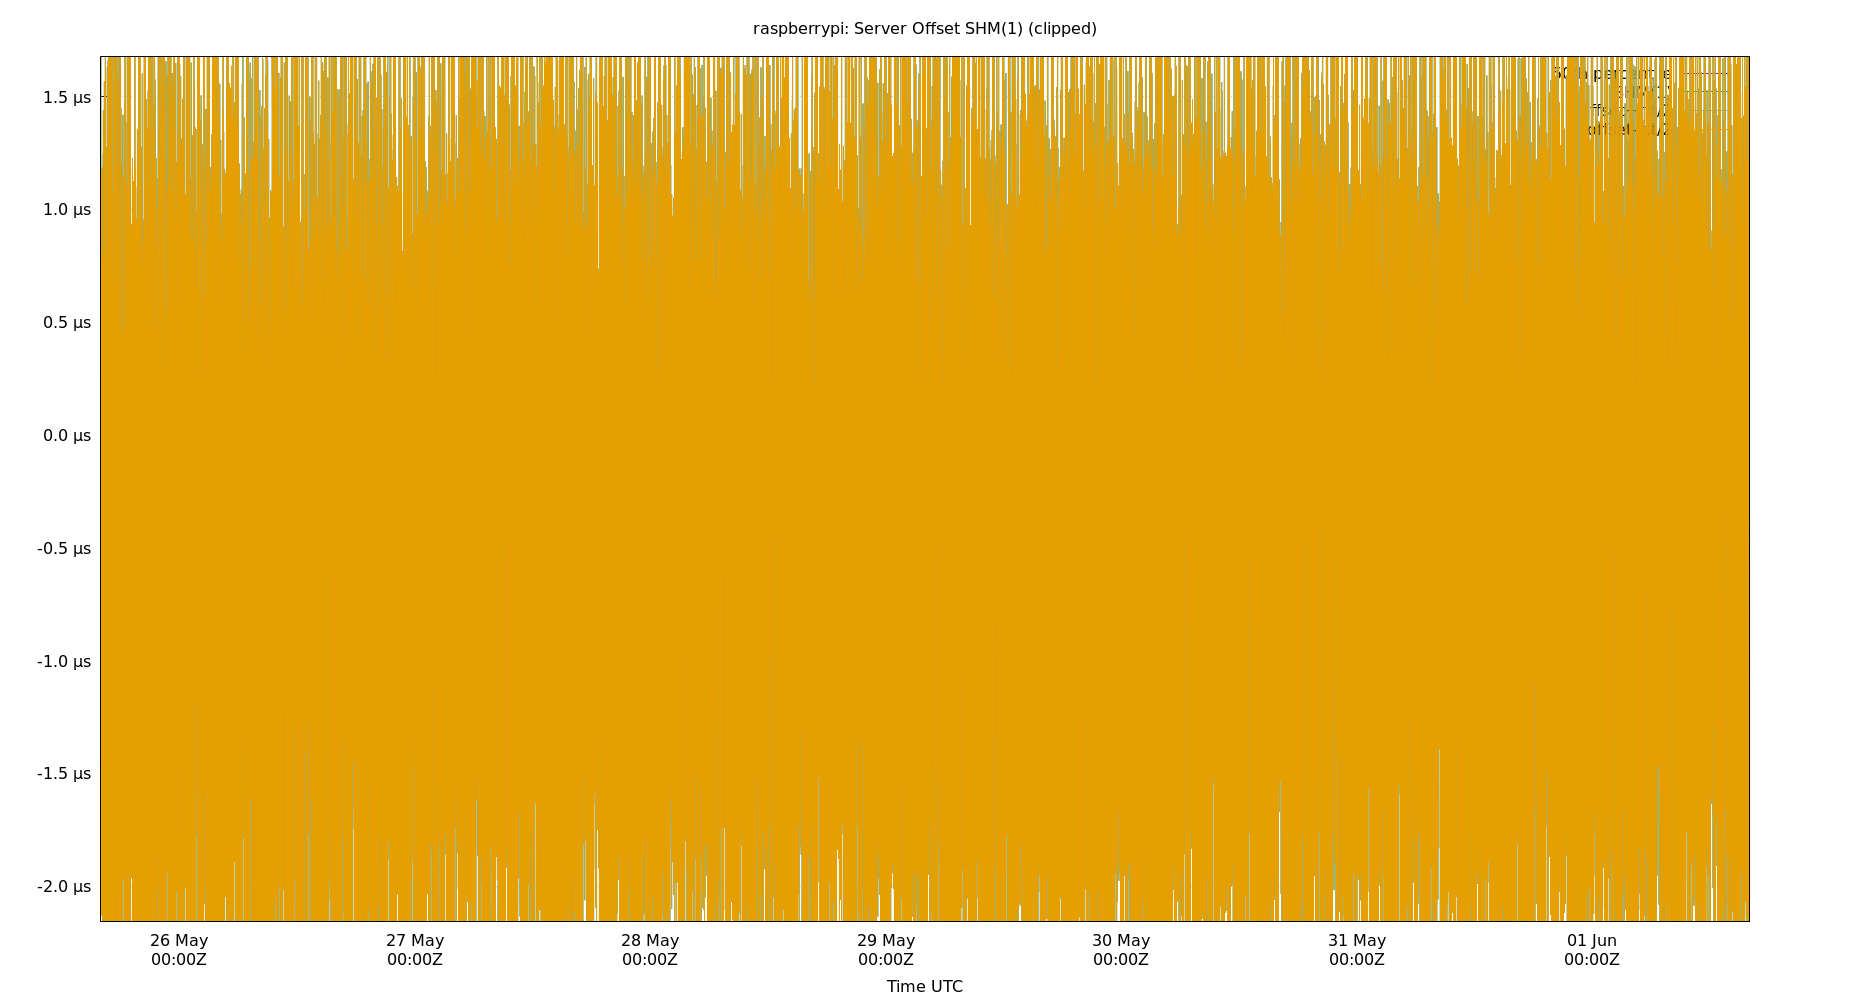 raspberrypi: Server Offset SHM(1) (clipped)
1.5 µs
1.0 µs
0.5 µs
0.0 µs
-0.5 µs
-1.0 µs
-1.5 µs
-2.0 µs
26 May 27 May 28 May 29 May 30 May 31 May 01 Jun
00:00Z 00:00Z 00:00Z 00:00Z 00:00Z 00:00Z 00:00Z
Time UTC